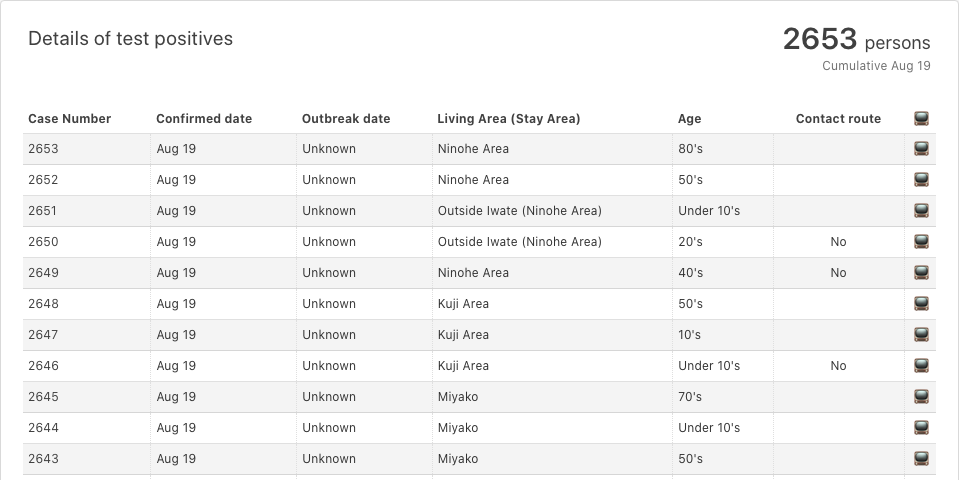 Details of test positives
2653 persons
Cumulative Aug 19
Case Number Confirmed date Outbreak date Living Area (Stay Area) Age Contact route
2653 Aug 19 Unknown Ninohe Area 80's
2652 Aug 19 Unknown Ninohe Area 50's
2651 Aug 19 Unknown Outside Iwate (Ninohe Area) Under 10's
2650 Aug 19 Unknown Outside Iwate (Ninohe Area) 20's No
2649 Aug 19 Unknown Ninohe Area 40's No
2648 Aug 19 Unknown Kuji Area 50's
2647 Aug 19 Unknown Kuji Area 10's
2646 Aug 19 Unknown Kuji Area Under 10's No
2645 Aug 19 Unknown Miyako 70's
2644 Aug 19 Unknown Miyako Under 10's
2643 Aug 19 Unknown Miyako 50's